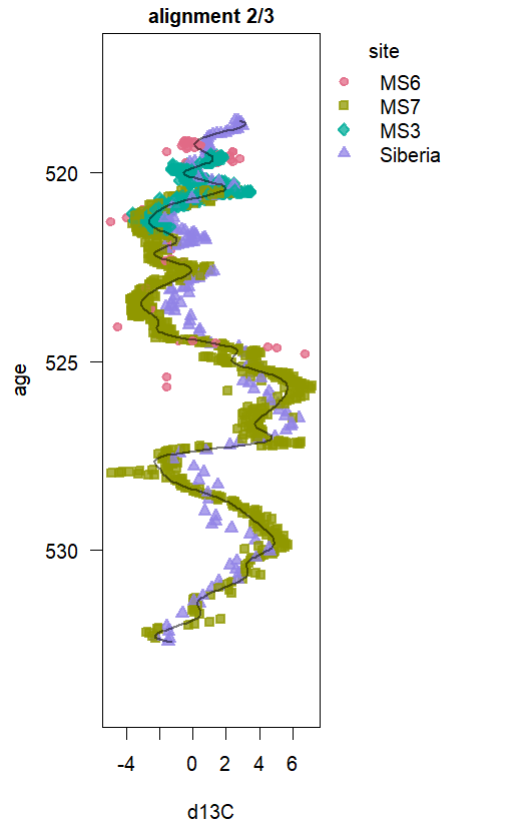 alignment 2/3
site
MS6
MS7
MS3
Siberia
520
525
530
age
-4 0 2 4 6
d13C